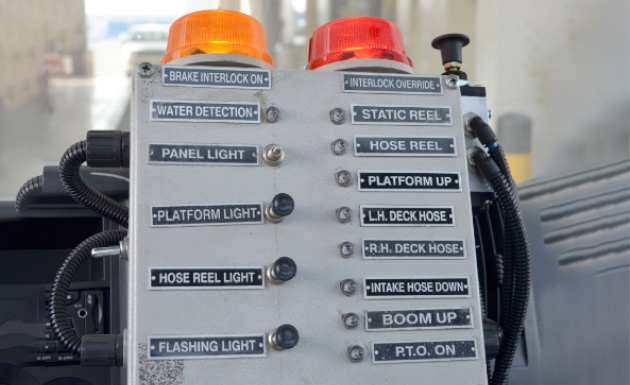 BRAKE INTERLOCK ON
INTERLOCK OVERRIDE
WATER DETECTION
STATIC REEL
PANEL LIGHT
HOSE REEL
PLATFORM UP
PLATFORM LIGHT
L.H. DECK HOSE
R.H. DECK HOSE
HOSE REEL LIGHT
INTAKE HOSE DOWN
BOOM UP
FLASHING LIGHT
P.T.O. ON